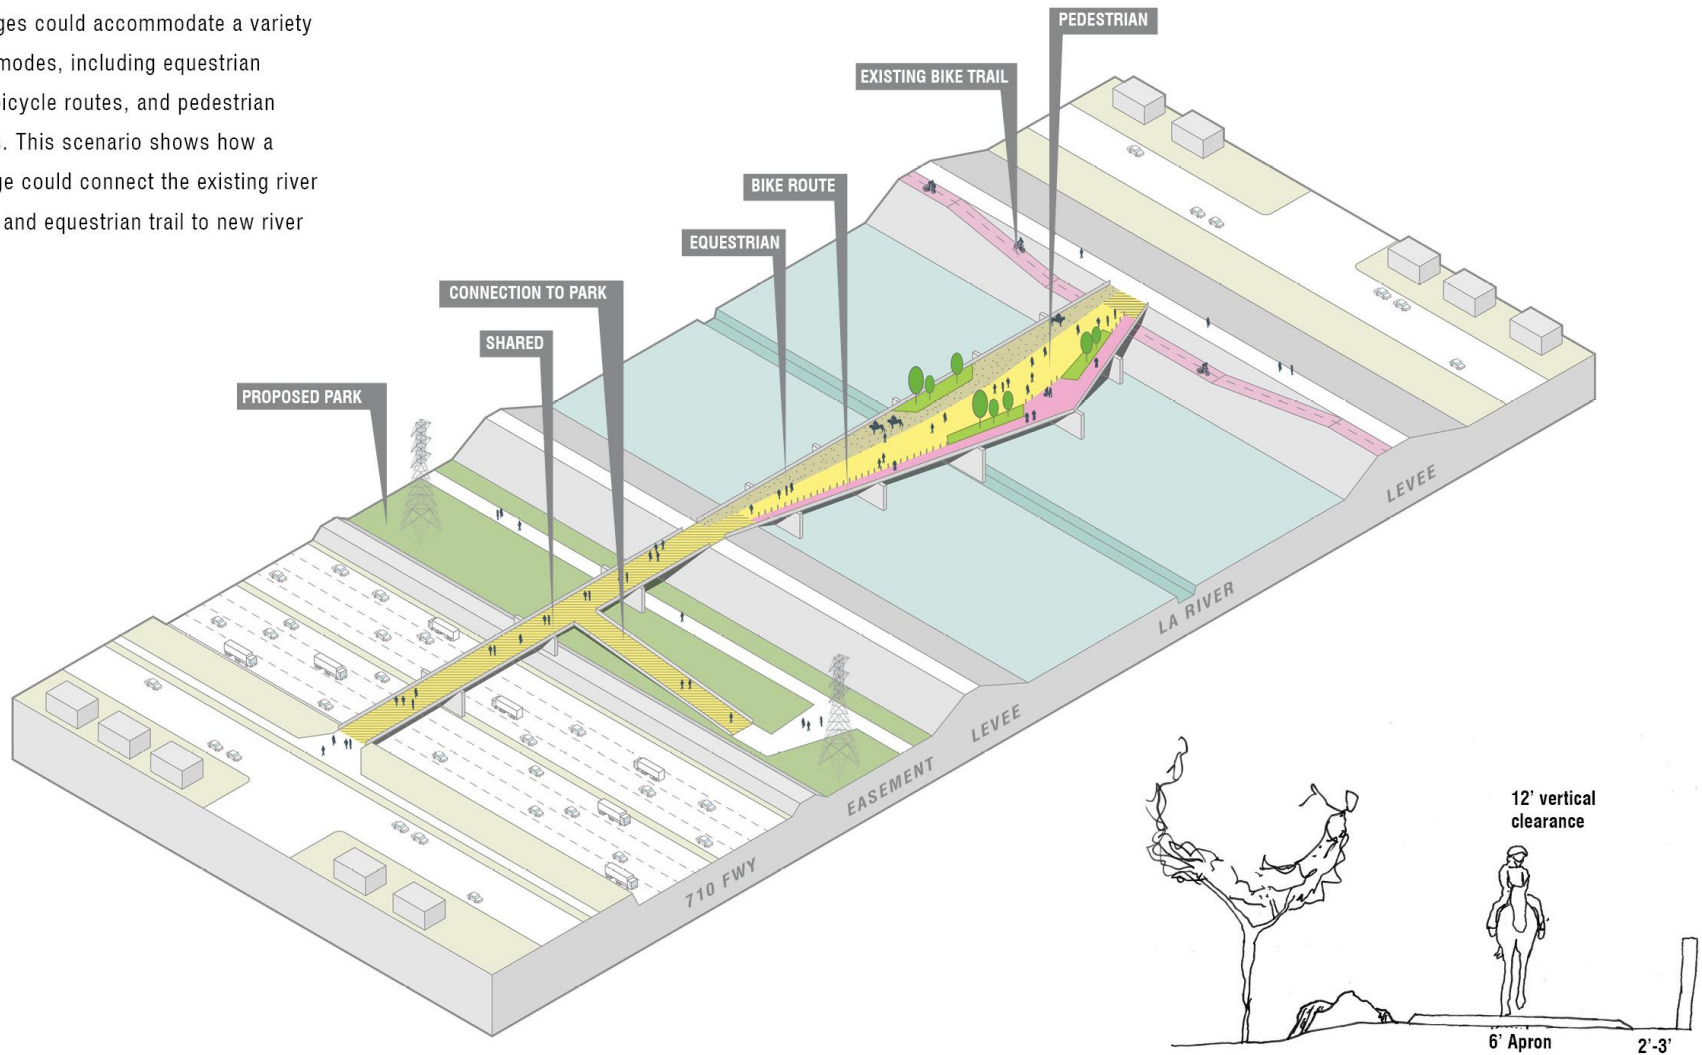 ges could accommodate a variety
modes, including equestrian
bicycle routes, and pedestrian
. This scenario shows how a
ge could connect the existing river
and equestrian trail to new river
PEDESTRIAN
EXISTING BIKE TRAIL
BIKE ROUTE
EQUESTRIAN
CONNECTION TO PARK
SHARED
PROPOSED PARK
LEVEE
LA RIVER
LEVEE
EASEMENT
710 FWY
12’ vertical
clearance
6’ Apron
2’-3’